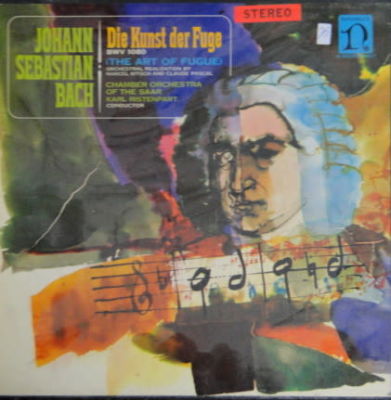 STEREO
JOHANN
SEBASTIAN
BACH
Die Kunst der Fuge
BWV 1080
(THE ART OF FUGUE)
ORCHESTRAL REALIZATION BY
MARCEL BITSCH AND CLAUDE PASCAL
CHAMBER ORCHESTRA
OF THE SAAR
KARL RISTENPART,
CONDUCTOR